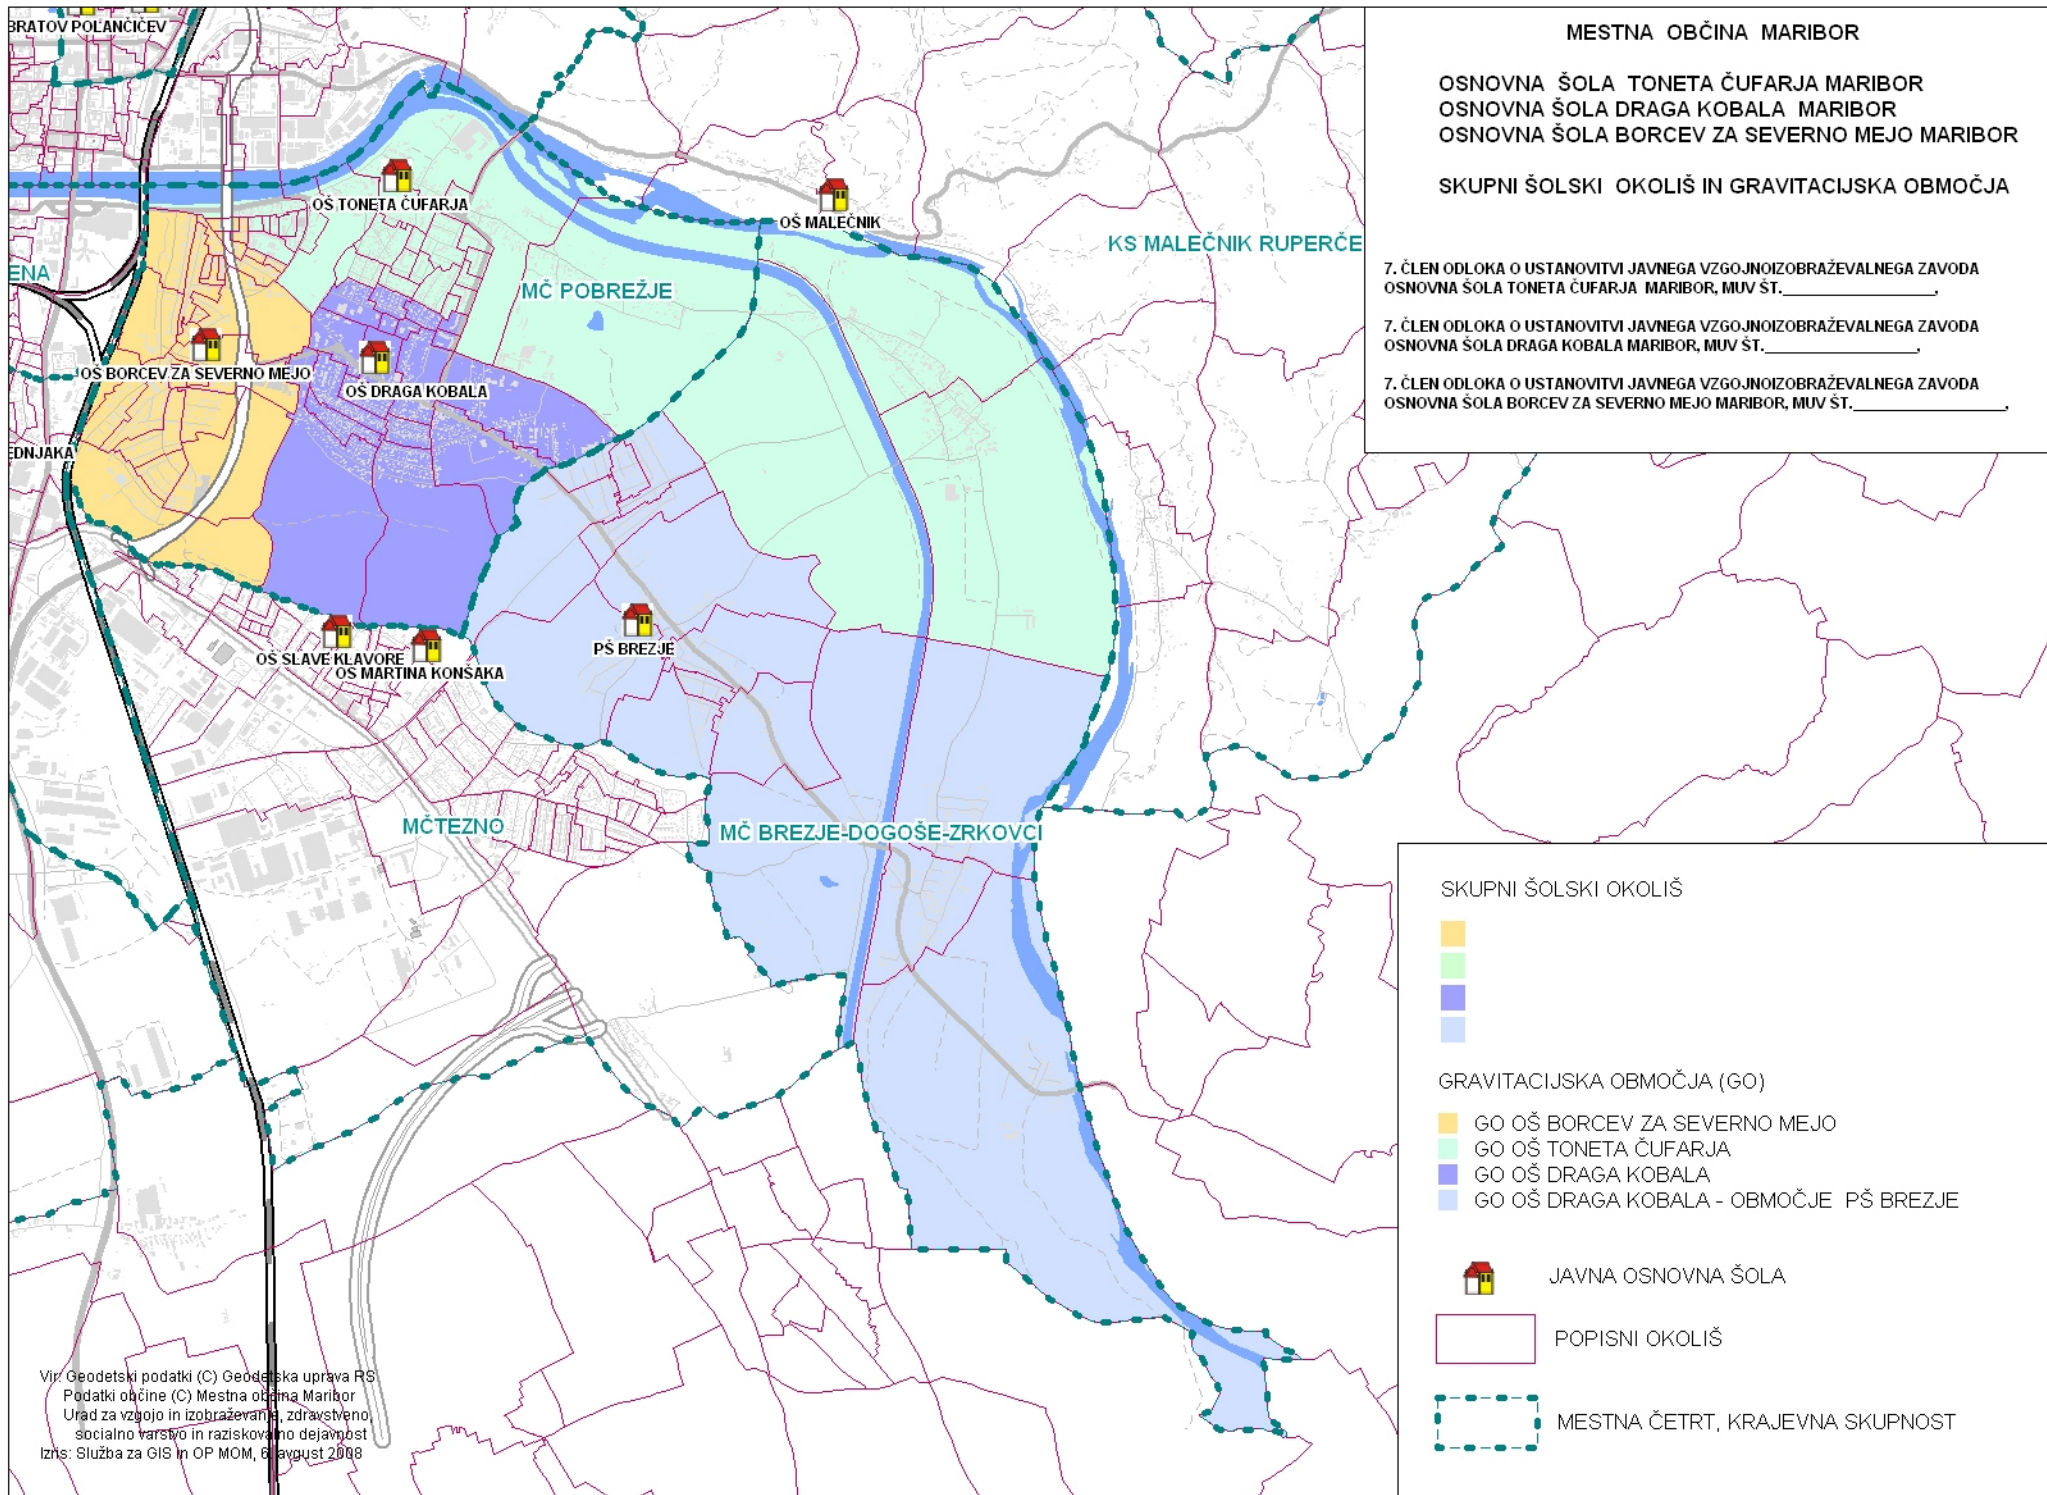 BRATOV POLANČIČEV
MESTNA OBČINA MARIBOR
OSNOVNA ŠOLA TONETA ČUFARJA MARIBOR
OSNOVNA ŠOLA DRAGA KOBALA MARIBOR
OSNOVNA ŠOLA BORCEV ZA SEVERNO MEJO MARIBOR
SKUPNI ŠOLSKI OKOLIŠ IN GRAVITACIJSKA OBMOČJA
7. ČLEN ODLOKA O USTANOVITVI JAVNEGA VZGOJNOIZOBRAŽEVALNEGA ZAVODA
OSNOVNA ŠOLA TONETA ČUFARJA MARIBOR, MUV ŠT.__________________,
7. ČLEN ODLOKA O USTANOVITVI JAVNEGA VZGOJNOIZOBRAŽEVALNEGA ZAVODA
OSNOVNA ŠOLA DRAGA KOBALA MARIBOR, MUV ŠT.__________________,
7. ČLEN ODLOKA O USTANOVITVI JAVNEGA VZGOJNOIZOBRAŽEVALNEGA ZAVODA
OSNOVNA ŠOLA BORCEV ZA SEVERNO MEJO MARIBOR, MUV ŠT.__________________,
OŠ TONETA ČUFARJA
OŠ MALEČNIK
KS MALEČNIK RUPERČE
ENA
MČ POBREŽJE
OŠ BORCEV ZA SEVERNO MEJO
OŠ DRAGA KOBALA
EDNJAKA
OŠ SLAVE KLAVORE
OŠ MARTINA KONŠAKA
PŠ BREZJE
MČTEZNO
MČ BREZJE-DOGOŠE-ZRKOVCI
SKUPNI ŠOLSKI OKOLIŠ
GRAVITACIJSKA OBMOČJA (GO)
GO OŠ BORCEV ZA SEVERNO MEJO
GO OŠ TONETA ČUFARJA
GO OŠ DRAGA KOBALA
GO OŠ DRAGA KOBALA - OBMOČJE PŠ BREZJE
JAVNA OSNOVNA ŠOLA
POPISNI OKOLIŠ
MESTNA ČETRT, KRAJEVNA SKUPNOST
Vir: Geodetski podatki (C) Geodetska uprava RS
Podatki občine (C) Mestna občina Maribor
Urad za vzgojo in izobraževanje, zdravstveno,
socialno varstvo in raziskovalno dejavnost
Izris: Služba za GIS in OP MOM, 6. avgust 2008